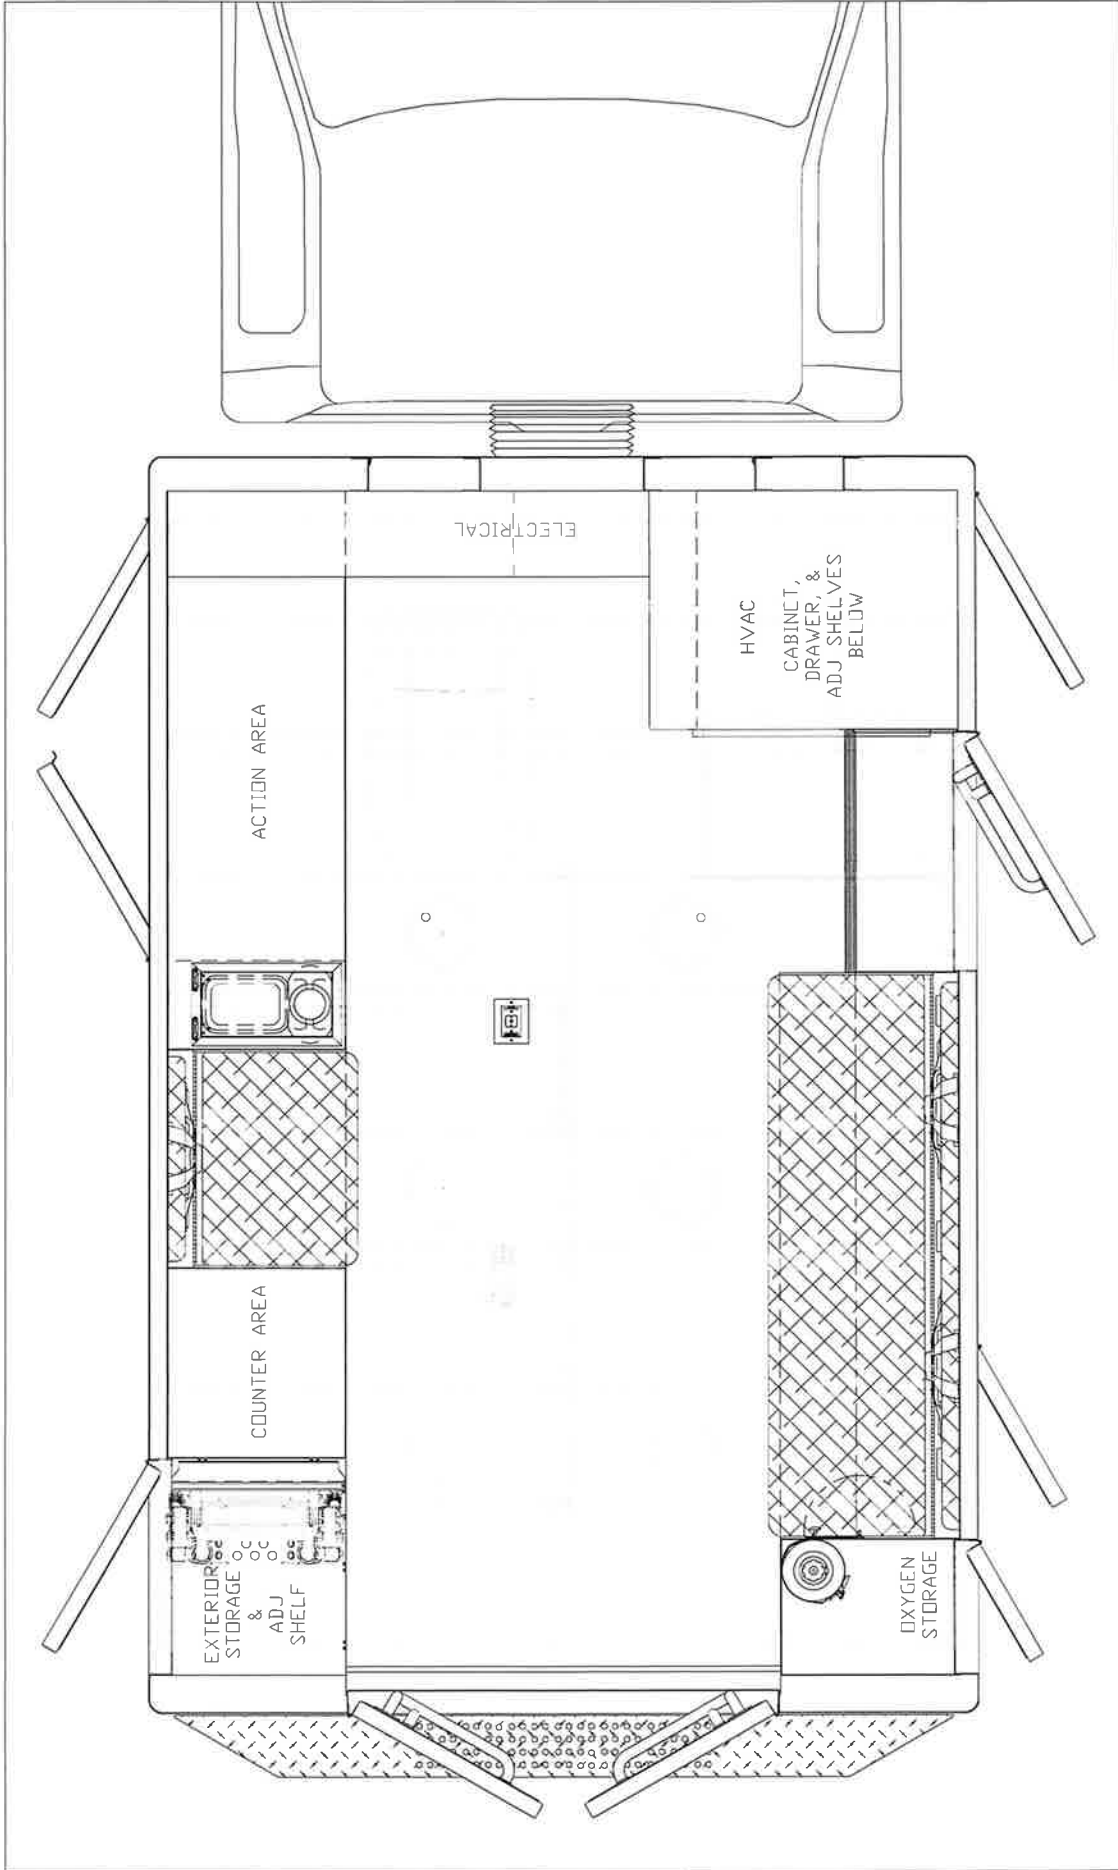 ELECTRICAL
HVAC
CABINET,
DRAWER, &
ADJ SHELVES
BELOW
ACTION AREA
COUNTER AREA
EXTERIOR
STORAGE
&
ADJ
SHELF
OXYGEN
STORAGE